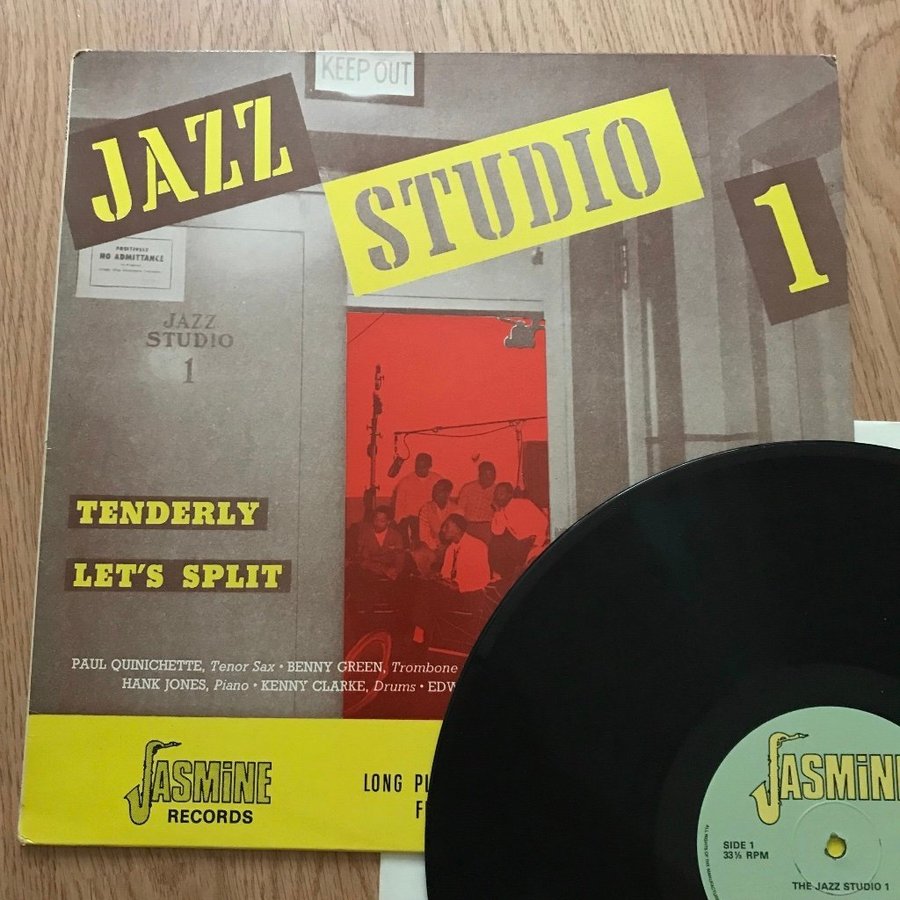 KEEP OUT
JAZZ
STUDIO
1
POSITIVELY
NO ADMITTANCE
JAZZ
STUDIO
1
TENDERLY
LET'S SPLIT
PAUL QUINICHETTE, Tenor Sax • BENNY GREEN, Trombone
HANK JONES, Piano • KENNY CLARKE, Drums • EDW
JASMiNE
RECORDS
LONG PL
F
JASMiN
SIDE 1
33⅓ RPM
THE JAZZ STUDIO 1